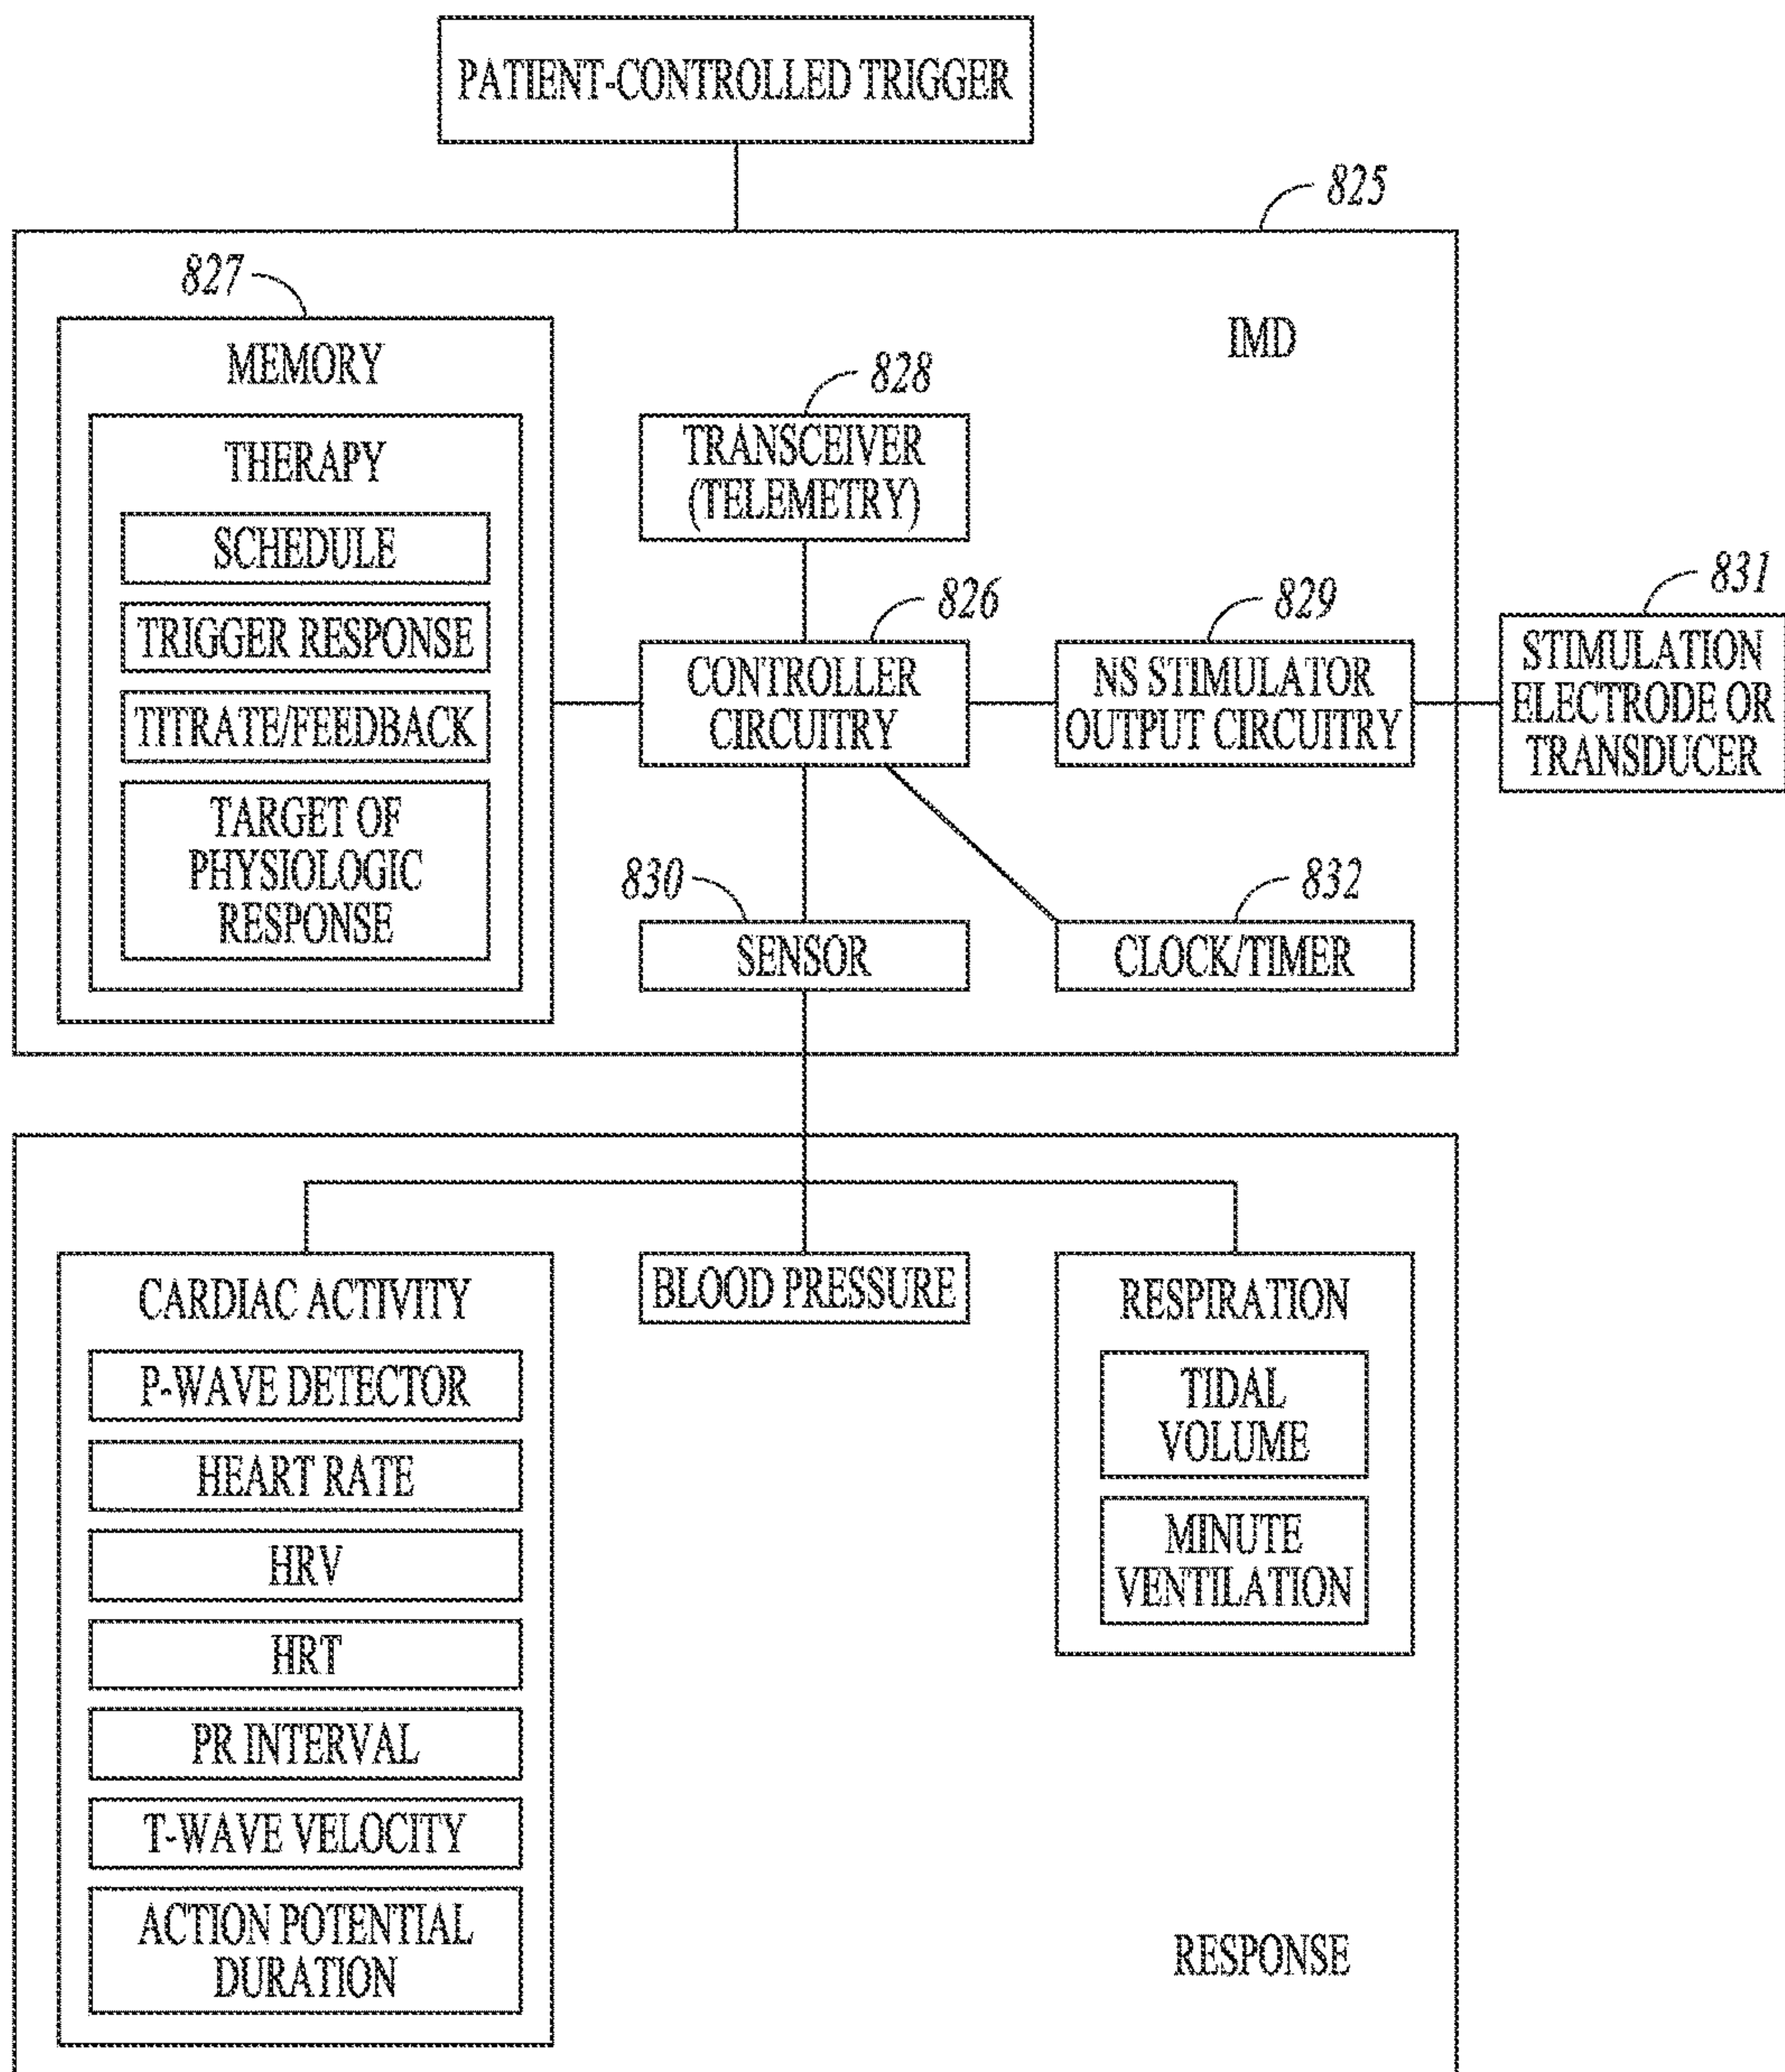 PATIENT-CONTROLLED TRIGGER
825
827
IMD
MEMORY
THERAPY
SCHEDULE
TRIGGER RESPONSE
TITRATE/FEEDBACK
TARGET OF
PHYSIOLOGIC
RESPONSE
828
TRANSCEIVER
(TELEMETRY)
826
CONTROLLER
CIRCUITRY
829
NS STIMULATOR
OUTPUT CIRCUITRY
831
STIMULATION
ELECTRODE OR
TRANSDUCER
830
SENSOR
832
CLOCK/TIMER
CARDIAC ACTIVITY
P-WAVE DETECTOR
HEART RATE
HRV
HRT
PR INTERVAL
T-WAVE VELOCITY
ACTION POTENTIAL
DURATION
BLOOD PRESSURE
RESPIRATION
TIDAL
VOLUME
MINUTE
VENTILATION
RESPONSE